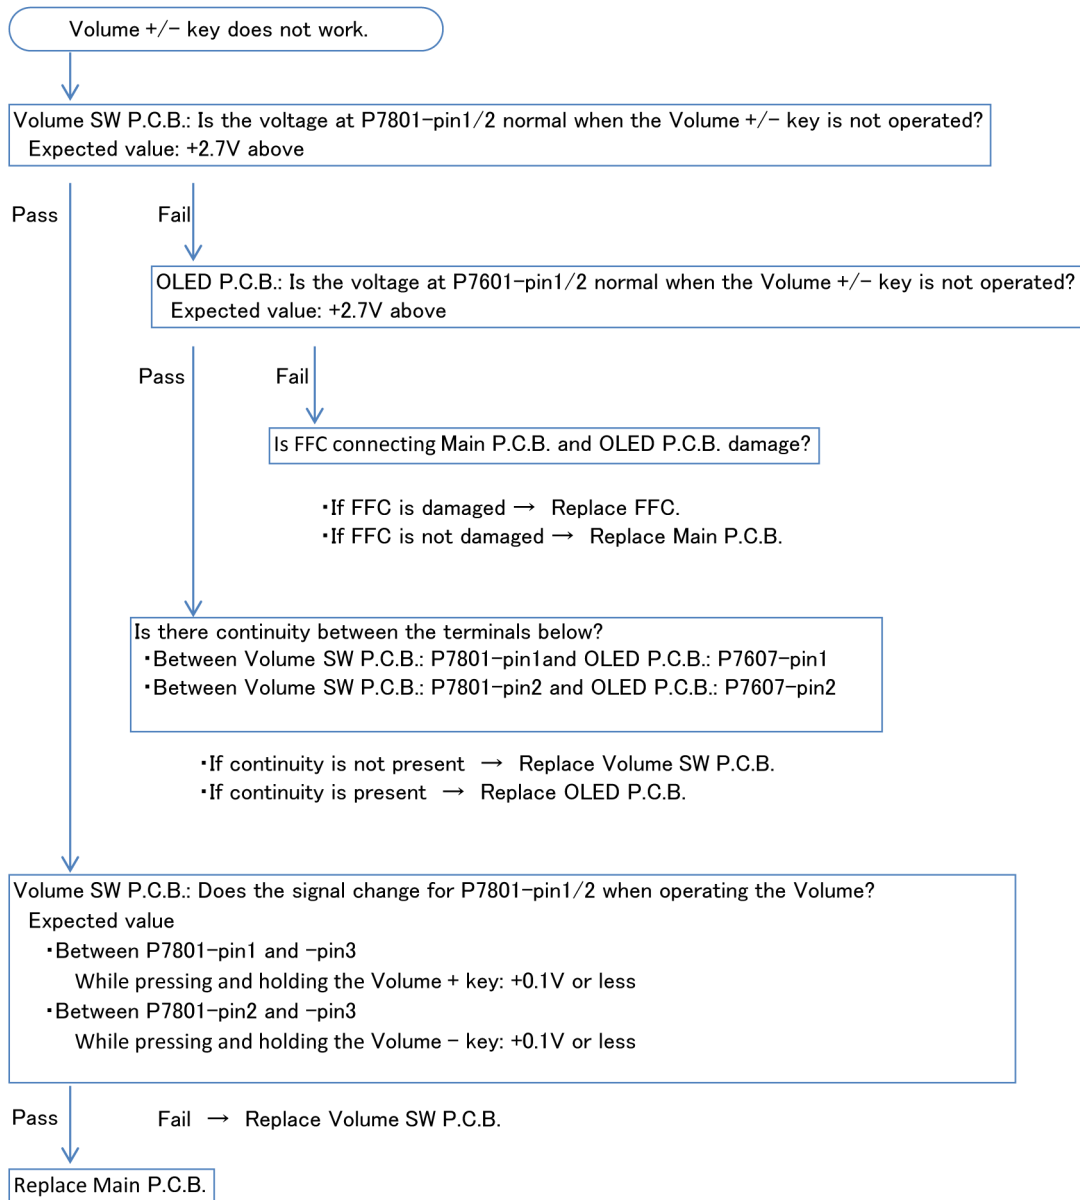 Volume +/- key does not work.
Volume SW P.C.B.: Is the voltage at P7801-pin1/2 normal when the Volume +/- key is not operated?
Expected value: +2.7V above
Pass
Fail
OLED P.C.B.: Is the voltage at P7601-pin1/2 normal when the Volume +/- key is not operated?
Expected value: +2.7V above
Pass
Fail
Is FFC connecting Main P.C.B. and OLED P.C.B. damage?
・If FFC is damaged → Replace FFC.
・If FFC is not damaged → Replace Main P.C.B.
Is there continuity between the terminals below?
・Between Volume SW P.C.B.: P7801-pin1and OLED P.C.B.: P7607-pin1
・Between Volume SW P.C.B.: P7801-pin2 and OLED P.C.B.: P7607-pin2
・If continuity is not present → Replace Volume SW P.C.B.
・If continuity is present → Replace OLED P.C.B.
Volume SW P.C.B.: Does the signal change for P7801-pin1/2 when operating the Volume?
Expected value
・Between P7801-pin1 and -pin3
While pressing and holding the Volume + key: +0.1V or less
・Between P7801-pin2 and -pin3
While pressing and holding the Volume - key: +0.1V or less
Pass
Fail → Replace Volume SW P.C.B.
Replace Main P.C.B.